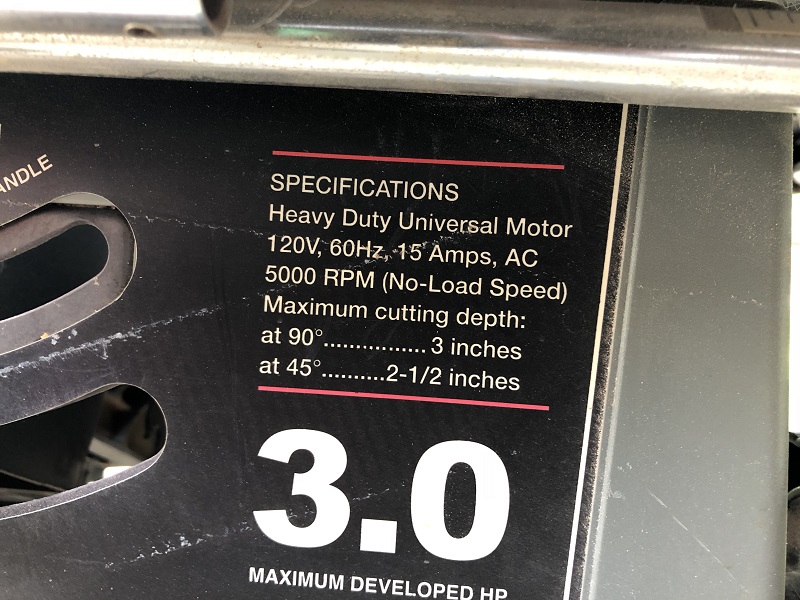 SPECIFICATIONS
Heavy Duty Universal Motor
120V, 60Hz, 15 Amps, AC
5000 RPM (No-Load Speed)
Maximum cutting depth:
at 90°................ 3 inches
at 45°..........2-1/2 inches
3.0
MAXIMUM DEVELOPED HP